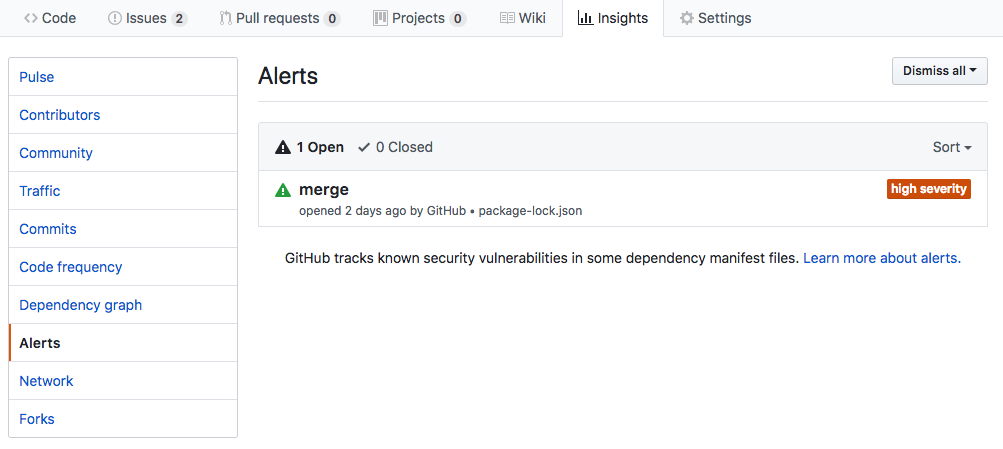 Code Issues 2 Pull requests 0 Projects 0 Wiki Insights Settings
Pulse
Contributors
Community
Traffic
Commits
Code frequency
Dependency graph
Alerts
Network
Forks
Alerts Dismiss all
1 Open 0 Closed Sort
merge high severity
opened 2 days ago by GitHub • package-lock.json
GitHub tracks known security vulnerabilities in some dependency manifest files. Learn more about alerts.